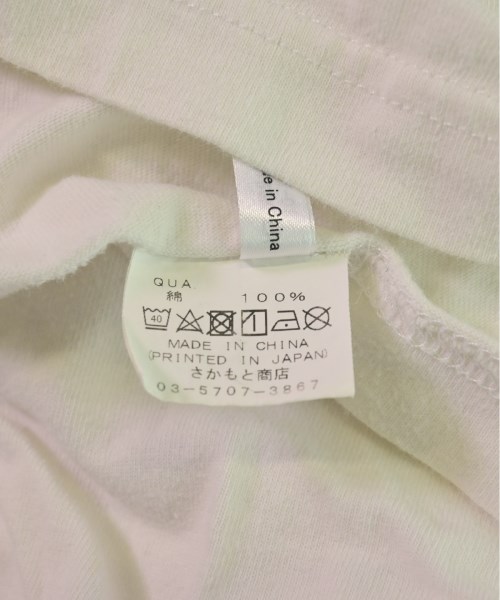 e in China
QUA
綿 100%
40
MADE IN CHINA
(PRINTED IN JAPAN)
さかもと商店
03-5707-3867